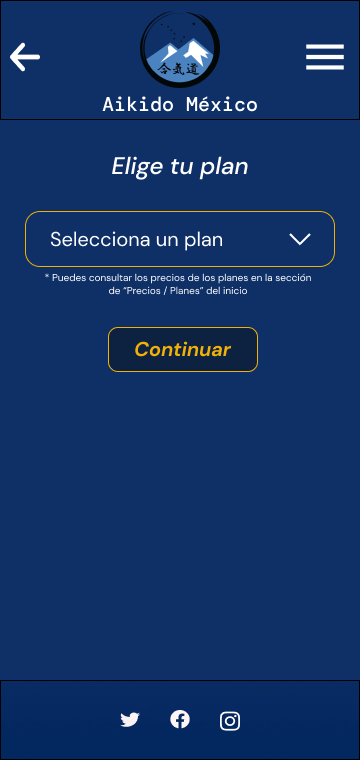 合気道
Aikido México
Elige tu plan
Selecciona un plan
* Puedes consultar los precios de los planes en la sección
de “Precios / Planes” del inicio
Continuar